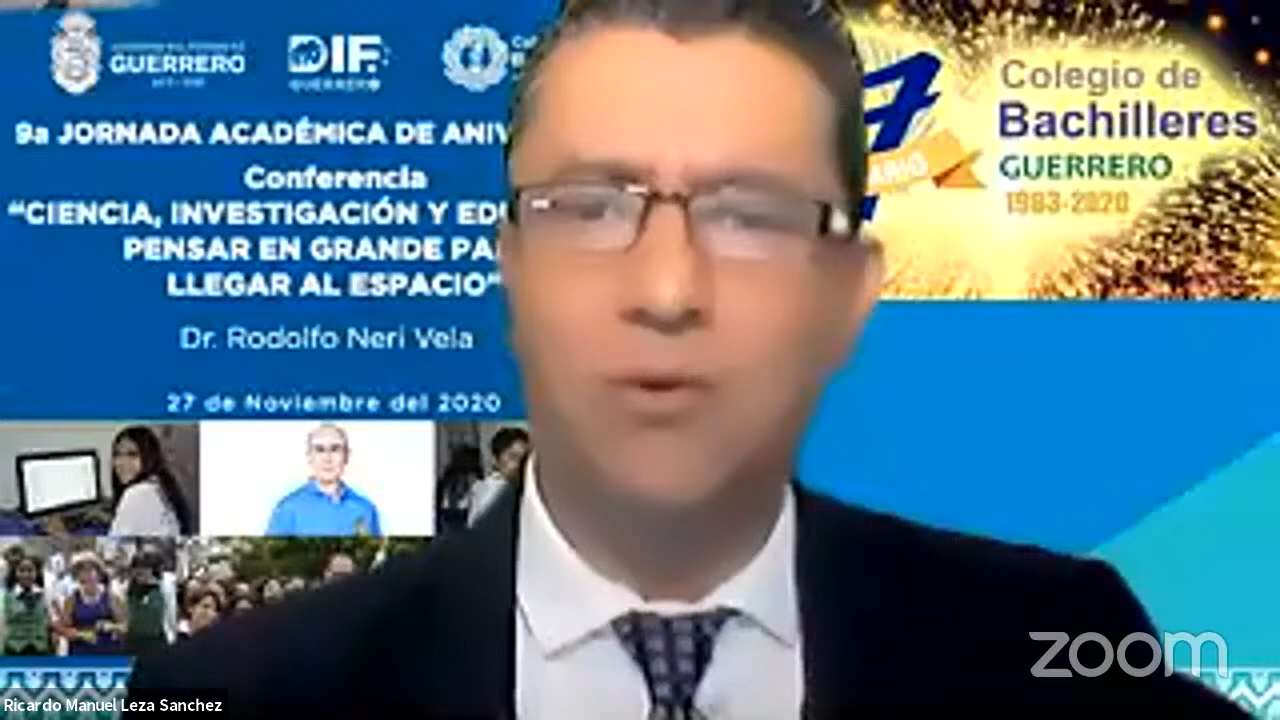 GUERRERO
DIF
GUERRERO
9a JORNADA ACADÉMICA DE ANIV
Conferencia
"CIENCIA, INVESTIGACIÓN Y EDU
PENSAR EN GRANDE PA
LLEGAR AL ESPACIO"
Dr. Rodolfo Neri Vela
27 de Noviembre del 2020
7
ARIO
Colegio de
Bachilleres
GUERRERO
1983-2020
zoom
Ricardo Manuel Leza Sanchez